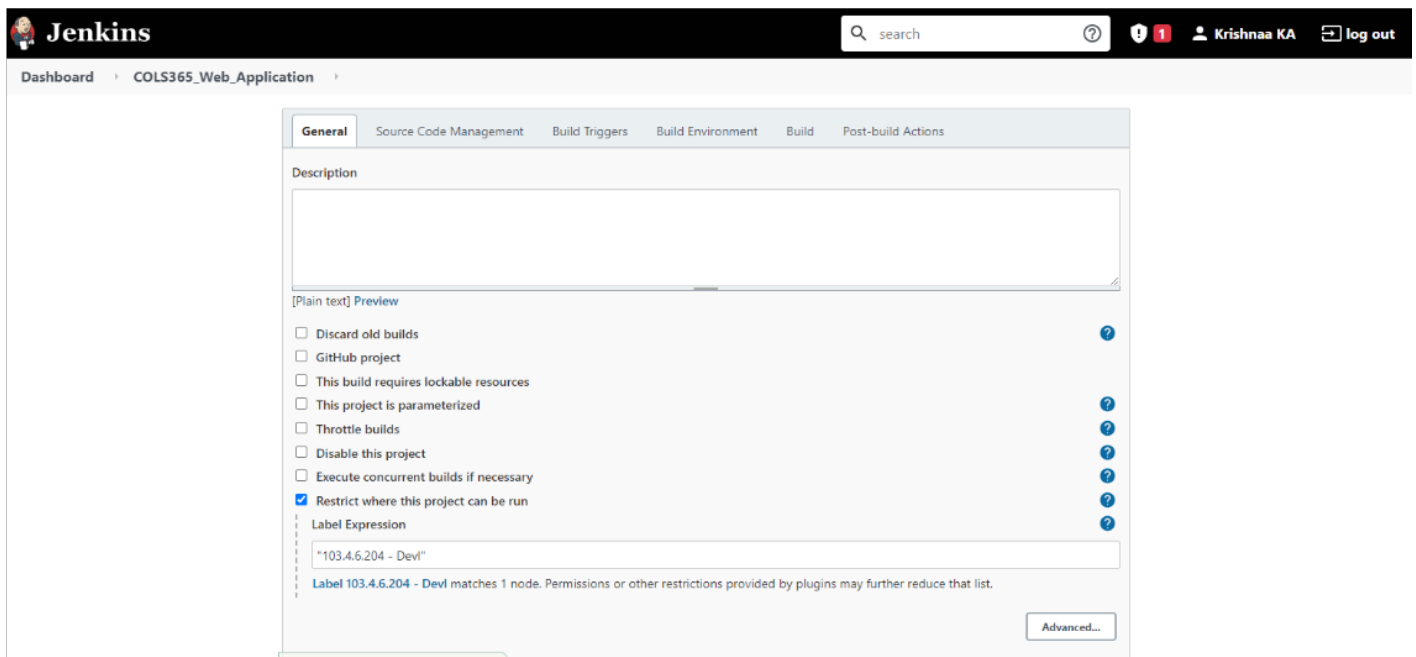 Jenkins
search
1
Krishnaa KA
log out
Dashboard
COLS365_Web_Application
General
Source Code Management
Build Triggers
Build Environment
Build
Post-build Actions
Description
[Plain text] Preview
Discard old builds
GitHub project
This build requires lockable resources
This project is parameterized
Throttle builds
Disable this project
Execute concurrent builds if necessary
Restrict where this project can be run
Label Expression
"103.4.6.204 - Devl"
Label 103.4.6.204 - Devl matches 1 node. Permissions or other restrictions provided by plugins may further reduce that list.
Advanced...